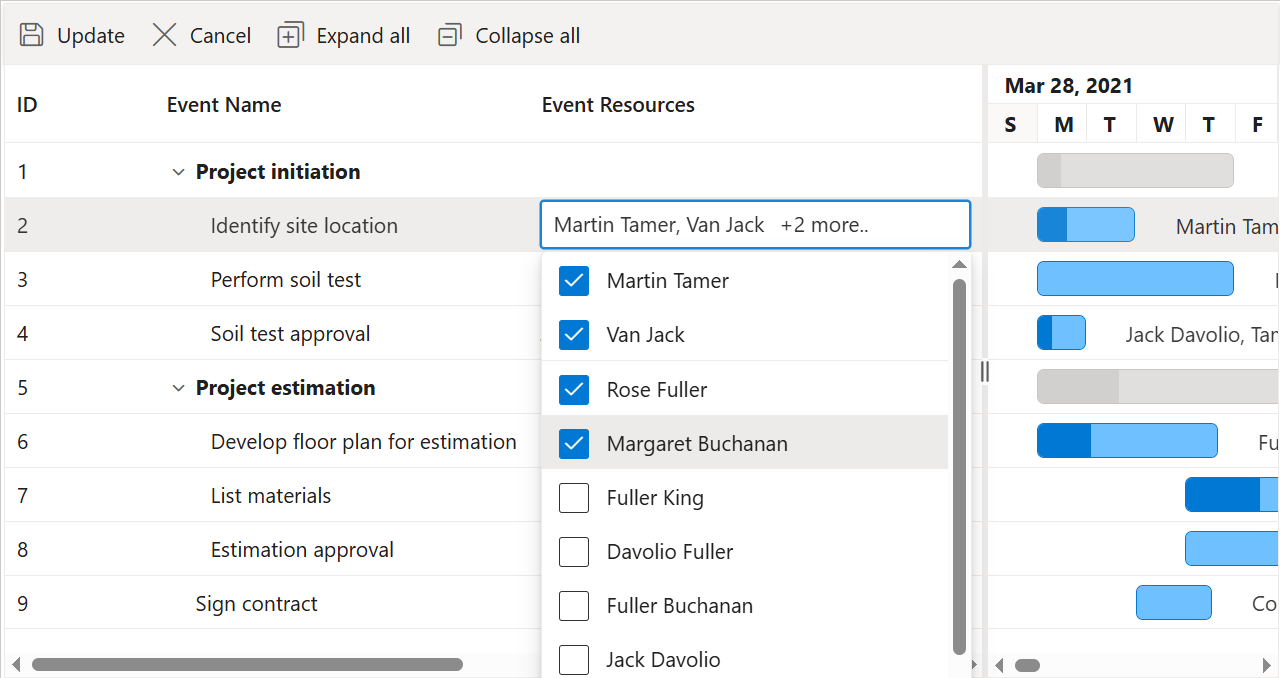 Update Cancel Expand all Collapse all
ID Event Name Event Resources
Mar 28, 2021
S M T W T F
1 Project initiation
2 Identify site location Martin Tamer, Van Jack +2 more.. Martin Tam
3 Perform soil test
4 Soil test approval Jack Davolio, Tan
5 Project estimation
6 Develop floor plan for estimation Fu
7 List materials
8 Estimation approval
9 Sign contract Co
Martin Tamer
Van Jack
Rose Fuller
Margaret Buchanan
Fuller King
Davolio Fuller
Fuller Buchanan
Jack Davolio